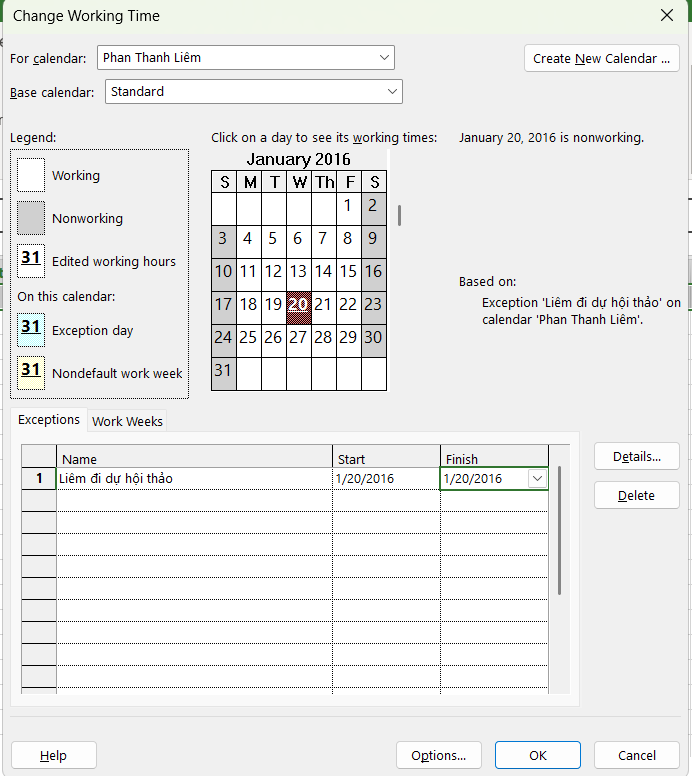 Change Working Time
For calendar: Phan Thanh Liêm
Create New Calendar ...
Base calendar: Standard
Legend:
Working
Nonworking
31 Edited working hours
On this calendar:
31 Exception day
31 Nondefault work week
Click on a day to see its working times:
January 2016
S M T W Th F S
1 2
3 4 5 6 7 8 9
10 11 12 13 14 15 16
17 18 19 20 21 22 23
24 25 26 27 28 29 30
31
January 20, 2016 is nonworking.
Based on:
Exception 'Liêm đi dự hội thảo' on
calendar 'Phan Thanh Liêm'.
Exceptions Work Weeks
Name Start Finish
1 Liêm đi dự hội thảo 1/20/2016 1/20/2016
Details...
Delete
Help Options... OK Cancel